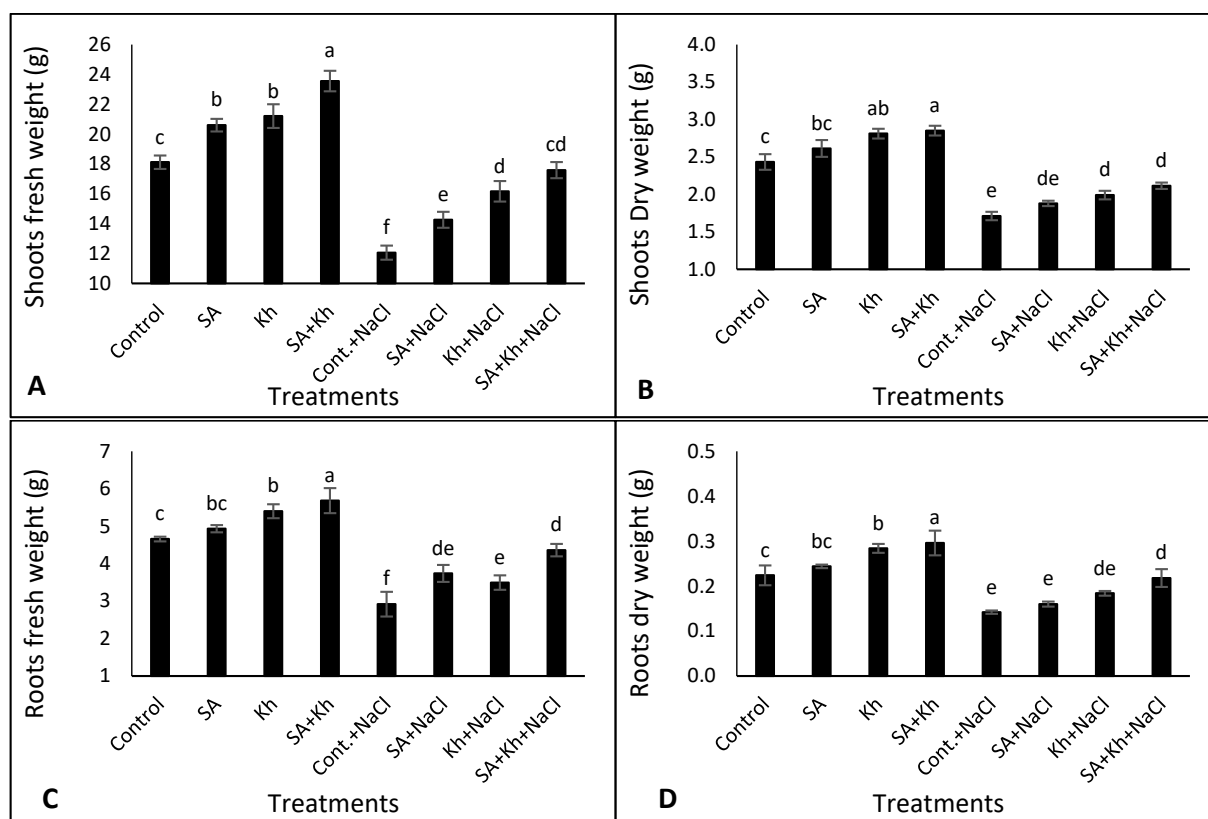 Shoots fresh weight (g)
26
24
22
20
18
16
14
12
10
c
b
b
a
f
e
d
cd
Control
SA
Kh
SA+Kh
Cont.+NaCl
SA+NaCl
Kh+NaCl
SA+Kh+NaCl
A
Treatments
Shoots Dry weight (g)
4.0
3.5
3.0
2.5
2.0
1.5
1.0
c
bc
ab
a
e
de
d
d
Control
SA
Kh
SA+Kh
Cont.+NaCl
SA+NaCl
Kh+NaCl
SA+Kh+NaCl
B
Treatments
Roots fresh weight (g)
7
6
5
4
3
2
1
c
bc
b
a
f
de
e
d
Control
SA
Kh
SA+Kh
Cont.+NaCl
SA+NaCl
Kh+NaCl
SA+Kh+NaCl
C
Treatments
Roots dry weight (g)
0.5
0.4
0.3
0.2
0.1
0.0
c
bc
b
a
e
e
de
d
Control
SA
Kh
SA+Kh
Cont.+NaCl
SA+NaCl
Kh+NaCl
SA+Kh+NaCl
D
Treatments